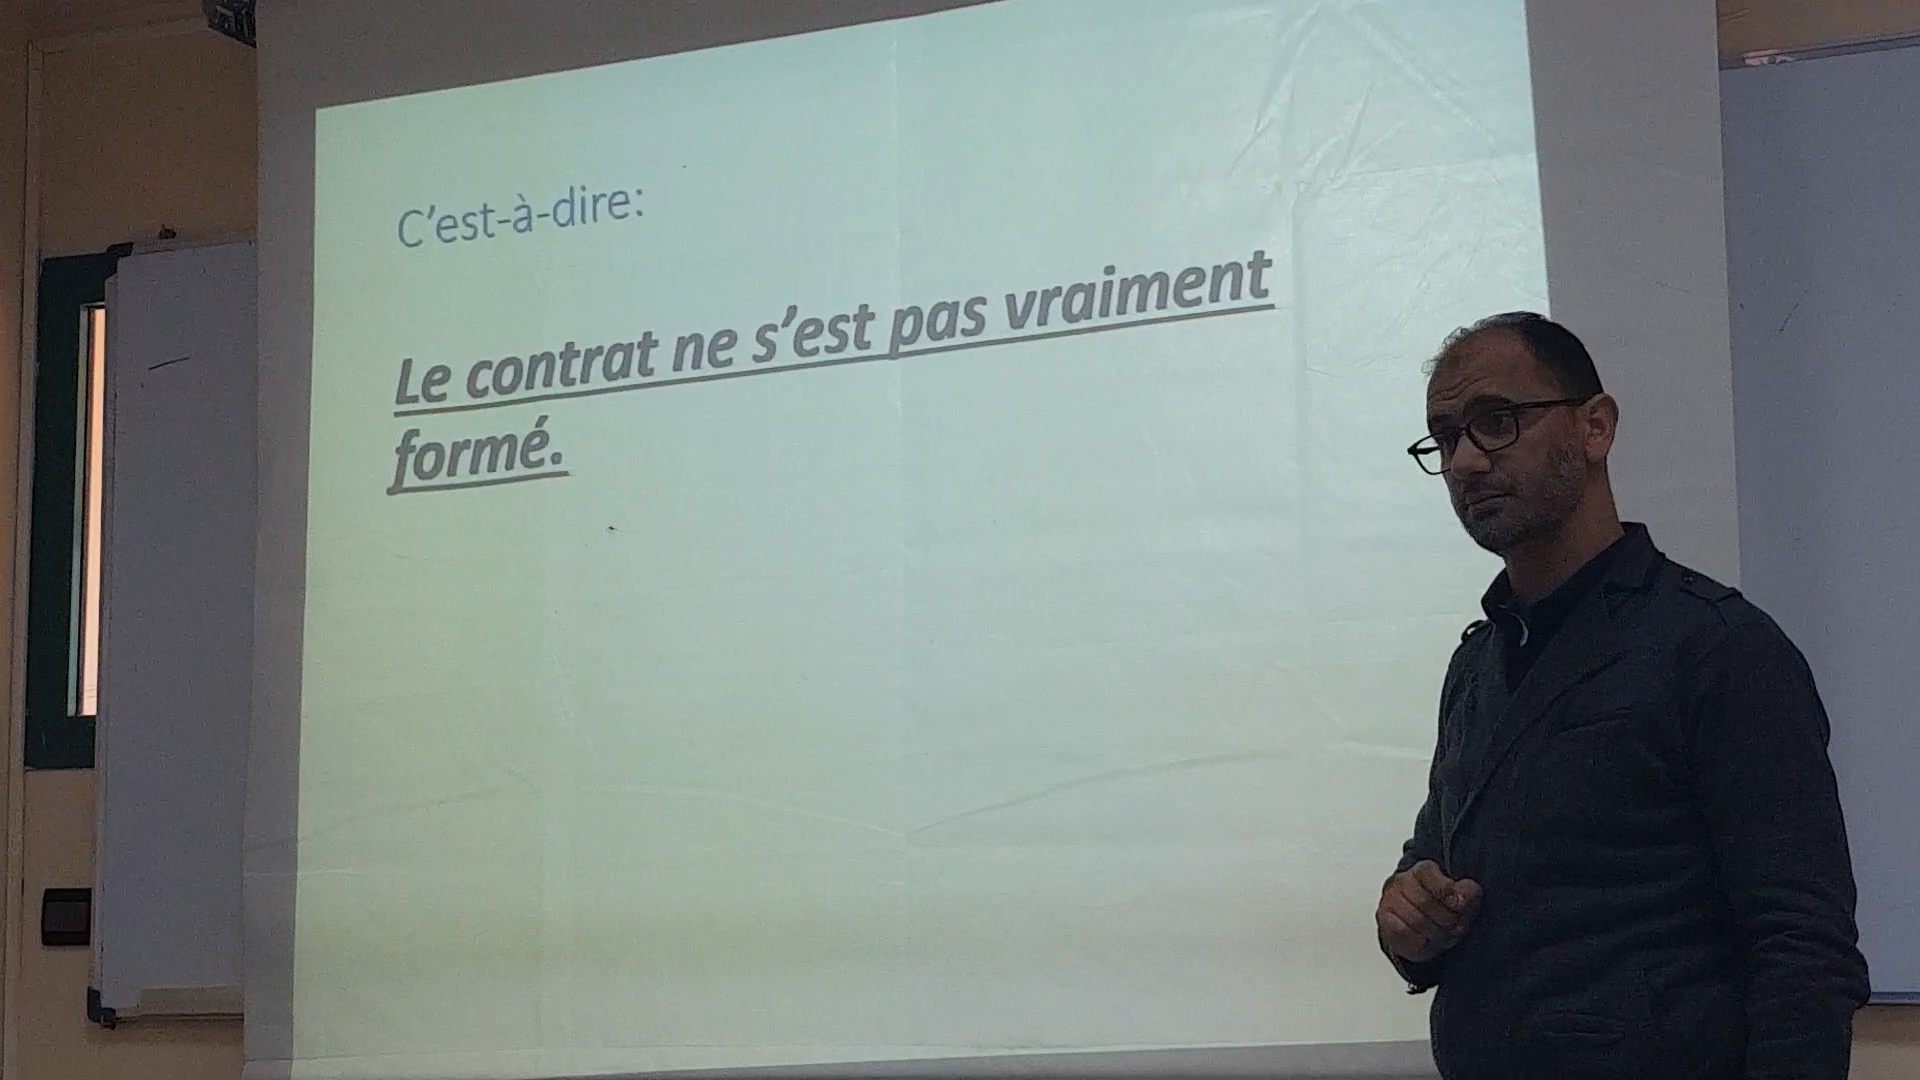 C’est-à-dire:
Le contrat ne s’est pas vraiment
formé.